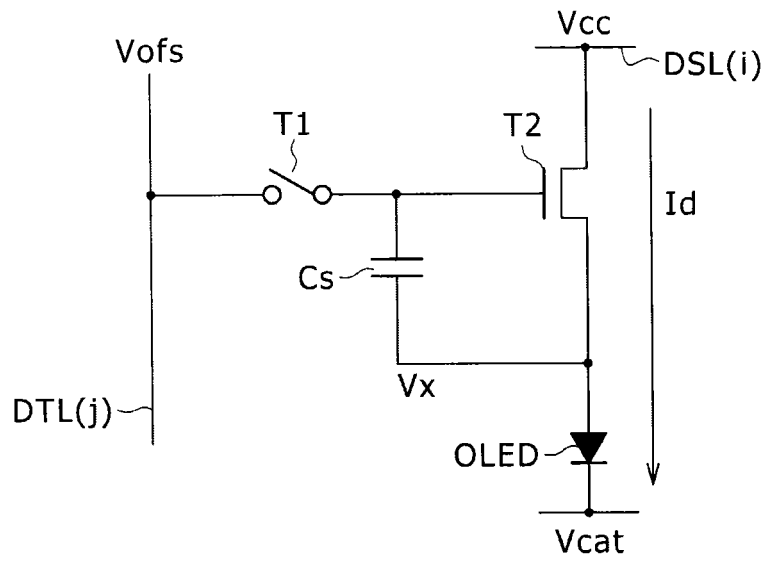 Vcc
Vofs
DSL(i)
T1
T2
Id
Cs
Vx
DTL(j)
OLED
Vcat